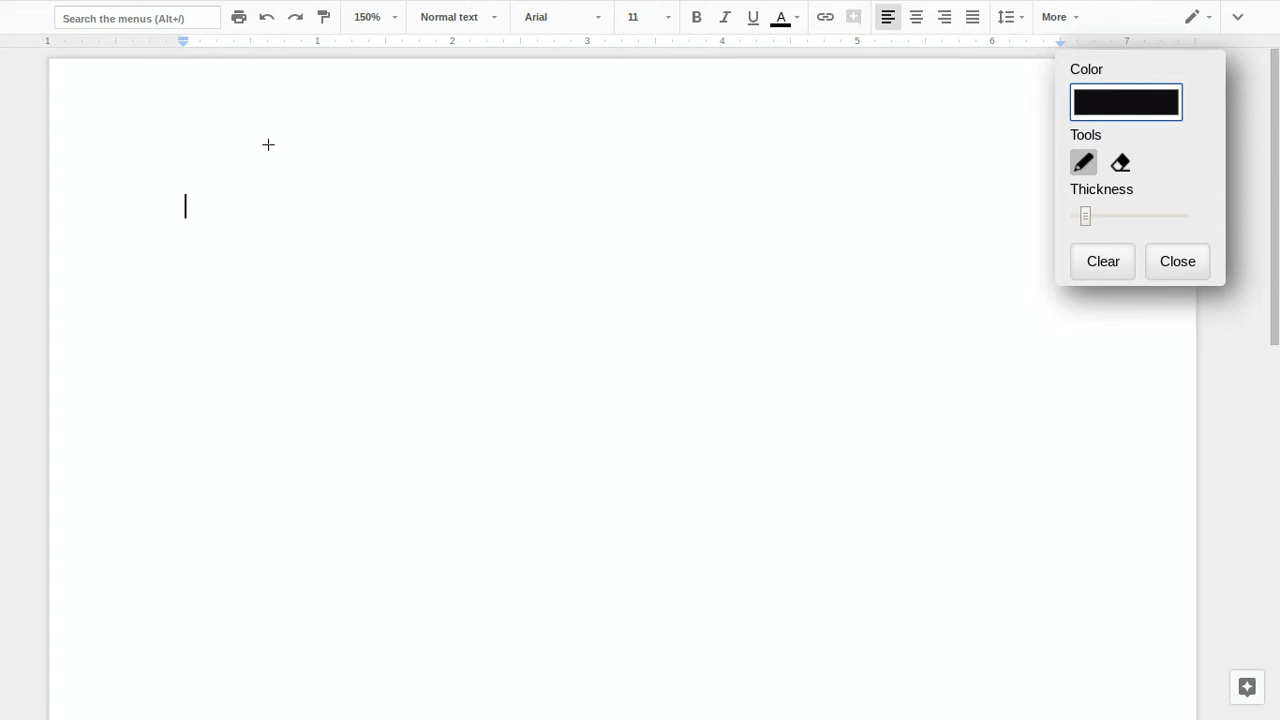 Search the menus (Alt+/) 150% Normal text Arial 11 B I U A More
1 1 2 3 4 5 6 7
Color
Tools
Thickness
Clear Close